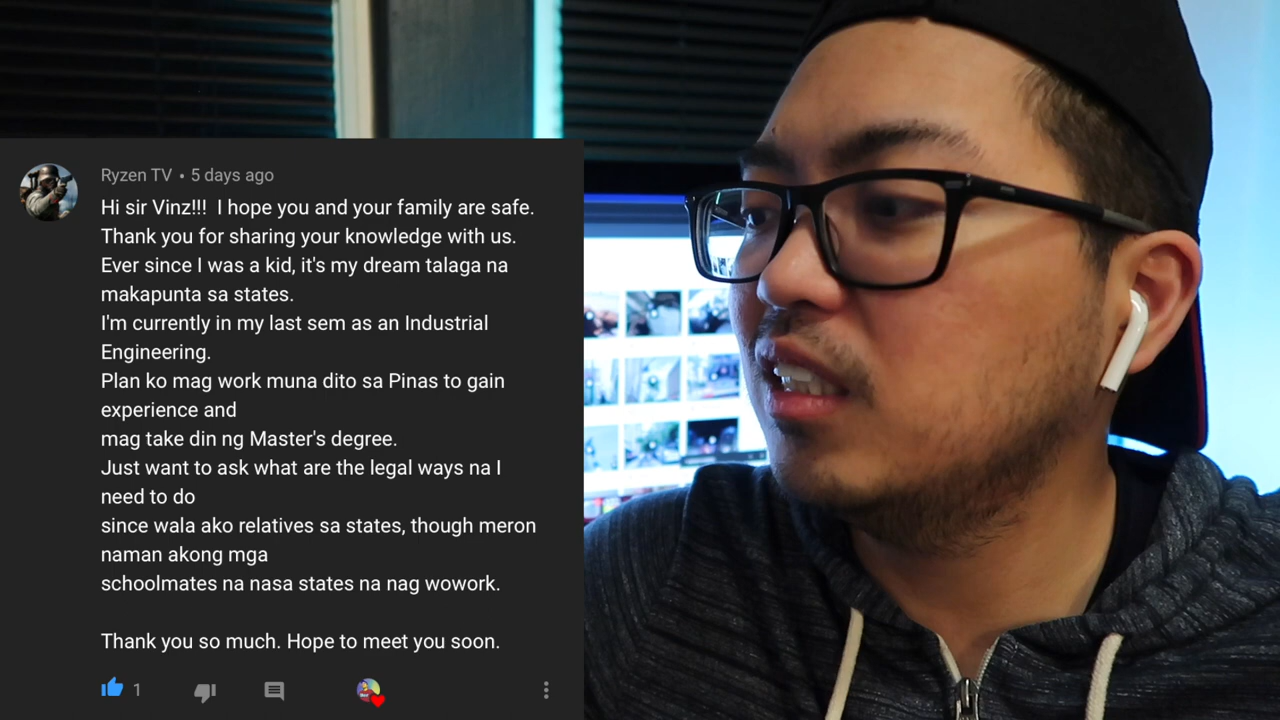 Ryzen TV • 5 days ago
Hi sir Vinz!!! I hope you and your family are safe.
Thank you for sharing your knowledge with us.
Ever since I was a kid, it's my dream talaga na
makapunta sa states.
I'm currently in my last sem as an Industrial
Engineering.
Plan ko mag work muna dito sa Pinas to gain
experience and
mag take din ng Master's degree.
Just want to ask what are the legal ways na I
need to do
since wala ako relatives sa states, though meron
naman akong mga
schoolmates na nasa states na nag wowork.
Thank you so much. Hope to meet you soon.
1